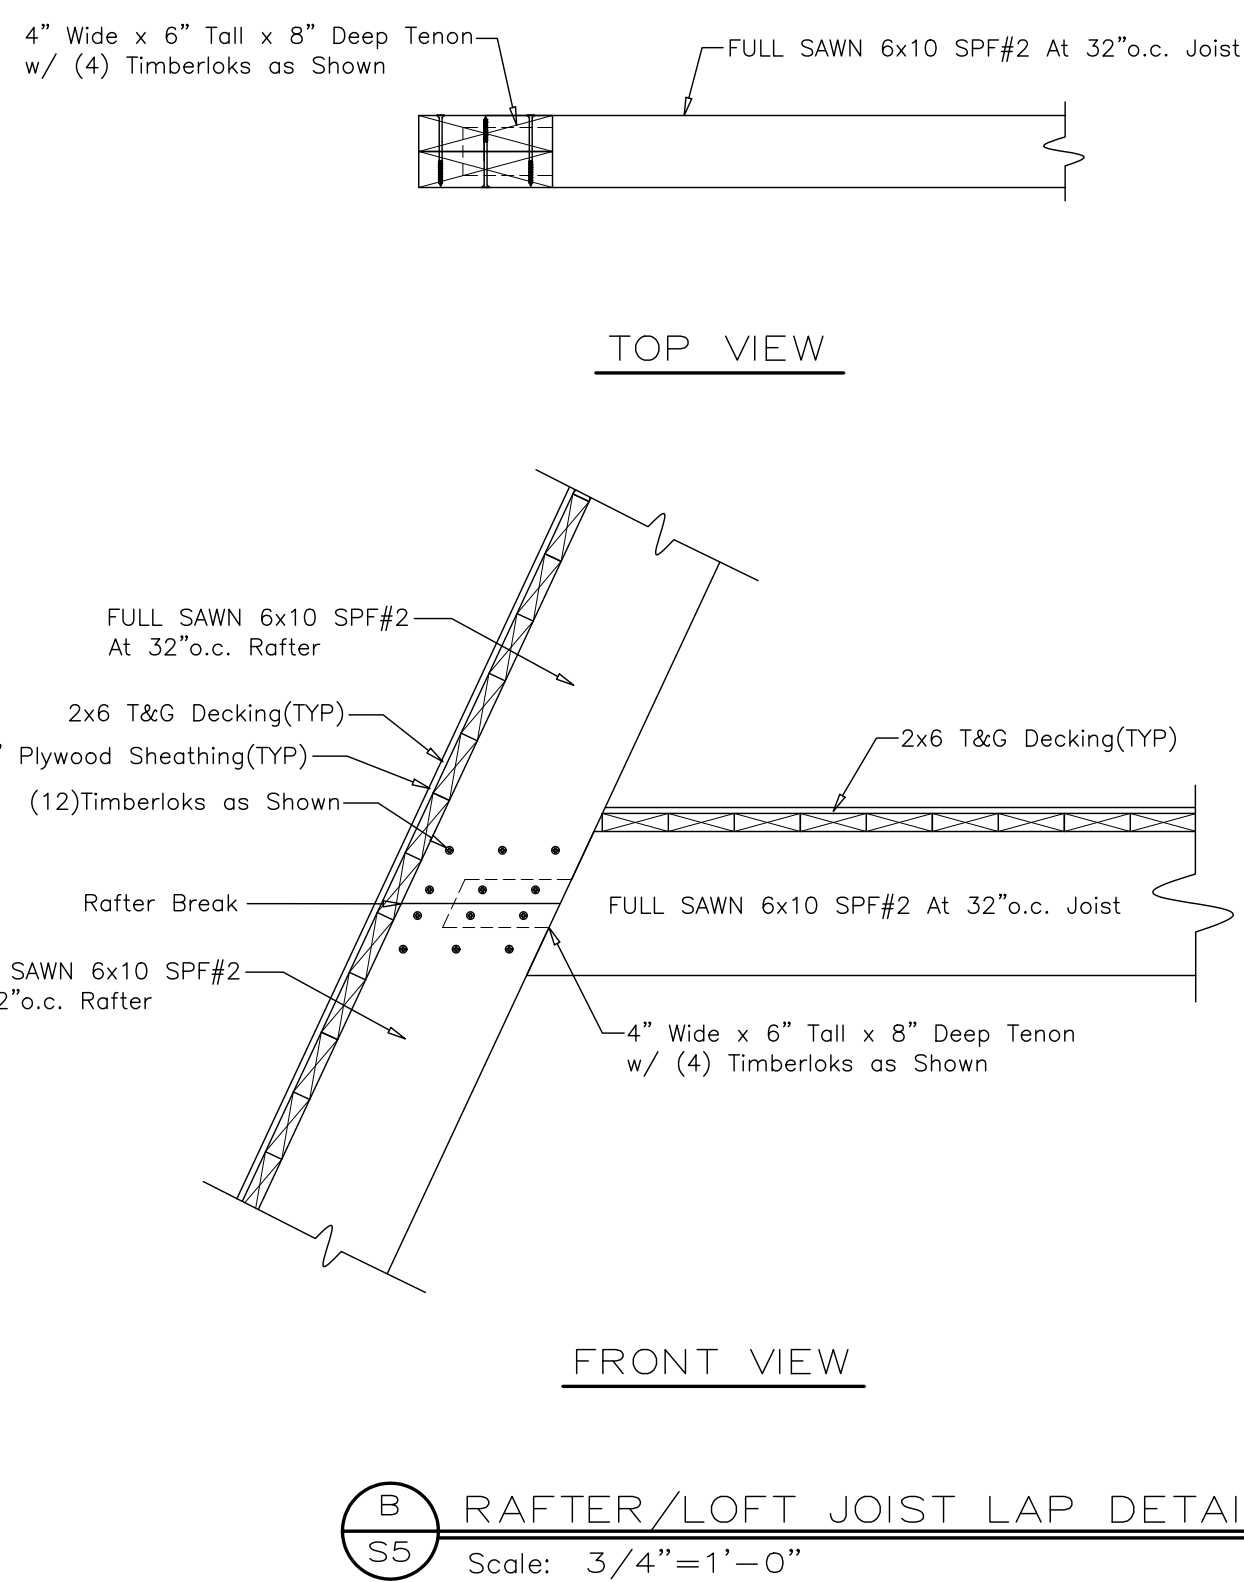 4” Wide x 6” Tall x 8” Deep Tenon
w/ (4) Timberloks as Shown
FULL SAWN 6x10 SPF#2 At 32”o.c. Joist
TOP VIEW
FULL SAWN 6x10 SPF#2
At 32”o.c. Rafter
2x6 T&G Decking(TYP)
” Plywood Sheathing(TYP)
(12)Timberloks as Shown
2x6 T&G Decking(TYP)
Rafter Break
FULL SAWN 6x10 SPF#2 At 32”o.c. Joist
SAWN 6x10 SPF#2
2”o.c. Rafter
4” Wide x 6” Tall x 8” Deep Tenon
w/ (4) Timberloks as Shown
FRONT VIEW
B
S5
RAFTER/LOFT JOIST LAP DETAI
Scale: 3/4”=1’-0”